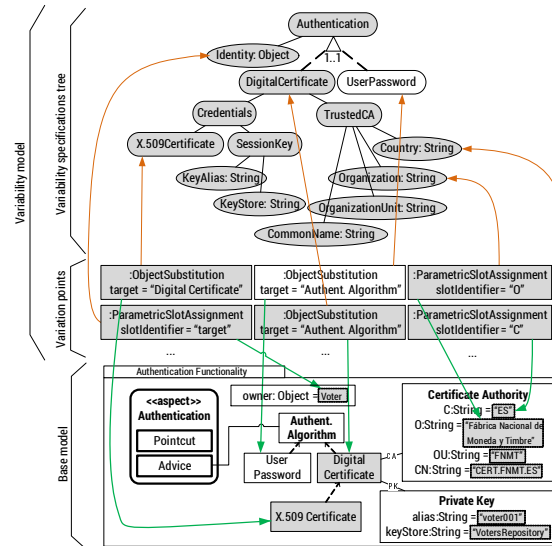 Variability model
Variability specifications tree
Authentication
Identity: Object
1..1
DigitalCertificate
UserPassword
Credentials
TrustedCA
X.509Certificate
SessionKey
Country: String
KeyAlias: String
Organization: String
KeyStore: String
OrganizationUnit: String
CommonName: String
Variation points
:ObjectSubstitution
target = “Digital Certificate”
:ObjectSubstitution
target = “Authent. Algorithm”
:ParametricSlotAssignment
slotIdentifier = “O”
:ParametricSlotAssignment
slotIdentifier = “target”
:ObjectSubstitution
target = “Authent. Algorithm”
:ParametricSlotAssignment
slotIdentifier = “C”
...
...
...
Base model
Authentication Functionality
<<aspect>>
Authentication
Pointcut
Advice
owner: Object = Voter
Authent.
Algorithm
User
Password
Digital
Certificate
X.509 Certificate
CA
PK
Certificate Authority
C:String = “ES”
O:String = “Fábrica Nacional de
Moneda y Timbre”
OU:String = “FNMT”
CN:String = “CERT.FNMT.ES”
Private Key
alias:String = “voter001”
keyStore:String = “VotersRepository”